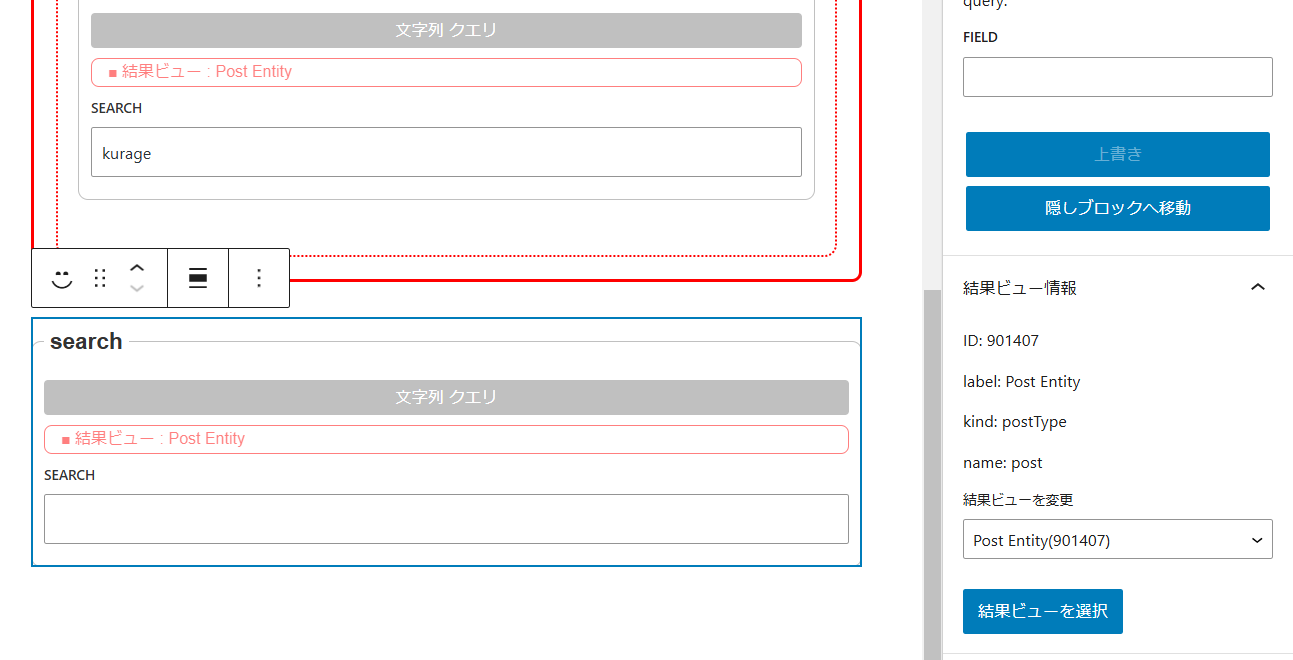 文字列 クエリ
■ 結果ビュー : Post Entity
SEARCH
kurage
search
文字列 クエリ
■ 結果ビュー : Post Entity
SEARCH
query.
FIELD
上書き
隠しブロックへ移動
結果ビュー情報
ID: 901407
label: Post Entity
kind: postType
name: post
結果ビューを変更
Post Entity(901407)
結果ビューを選択